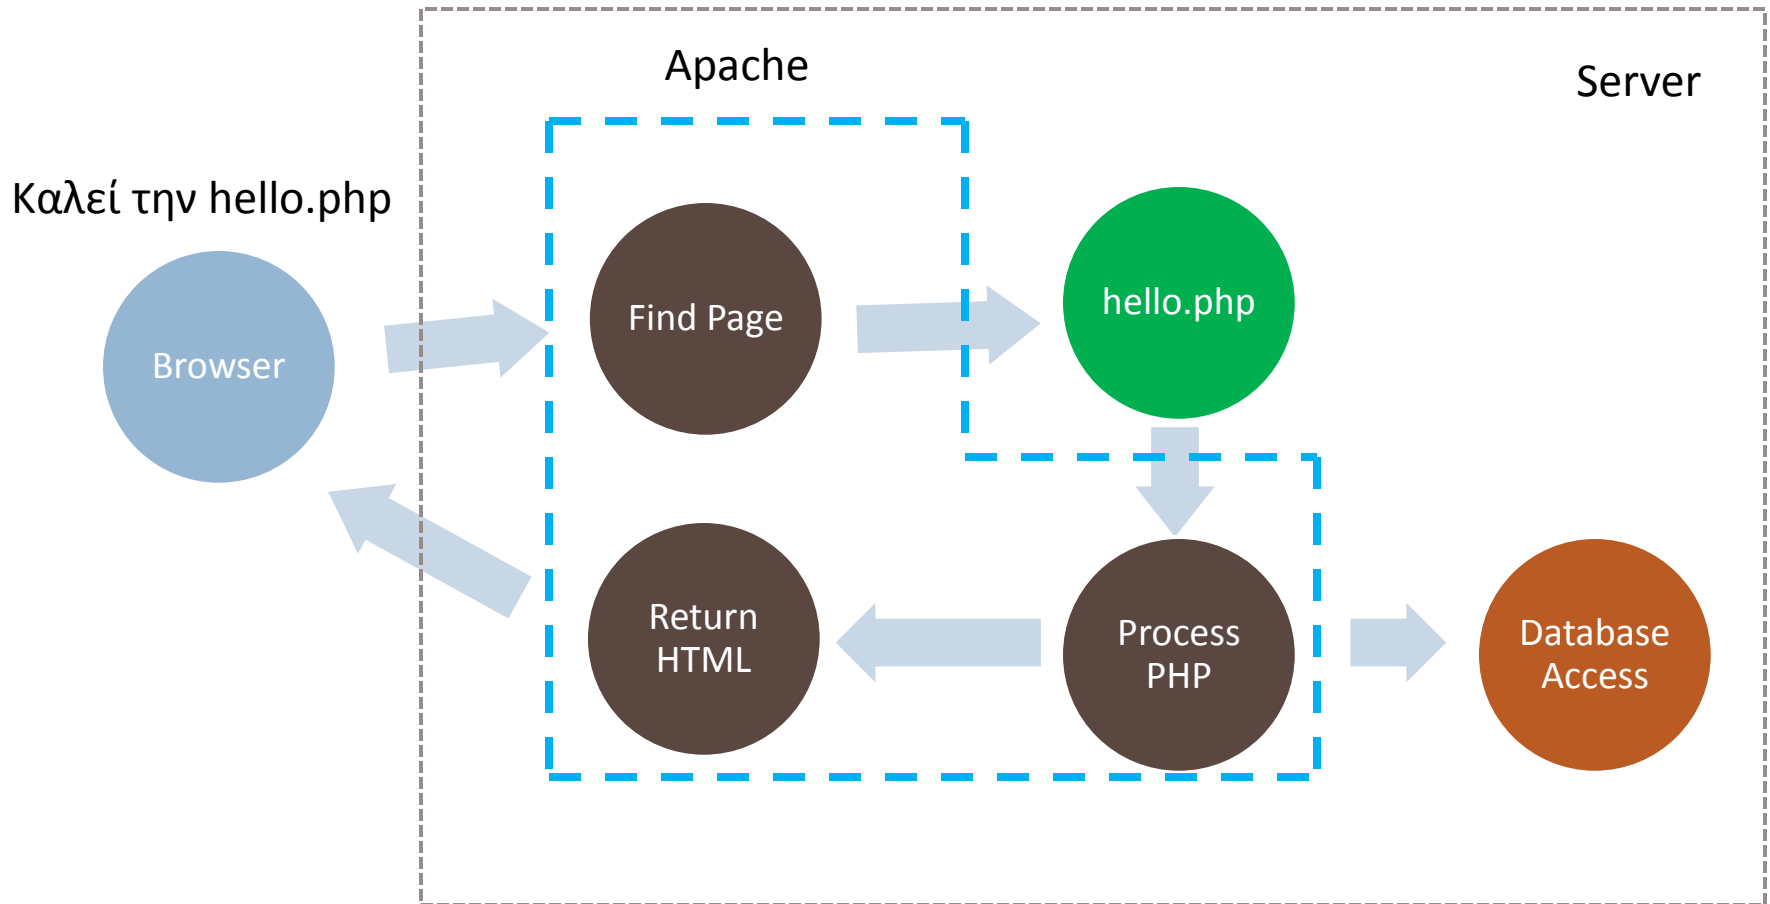 Apache
Server
Καλεί την hello.php
Browser
Find Page
hello.php
Return
HTML
Process
PHP
Database
Access